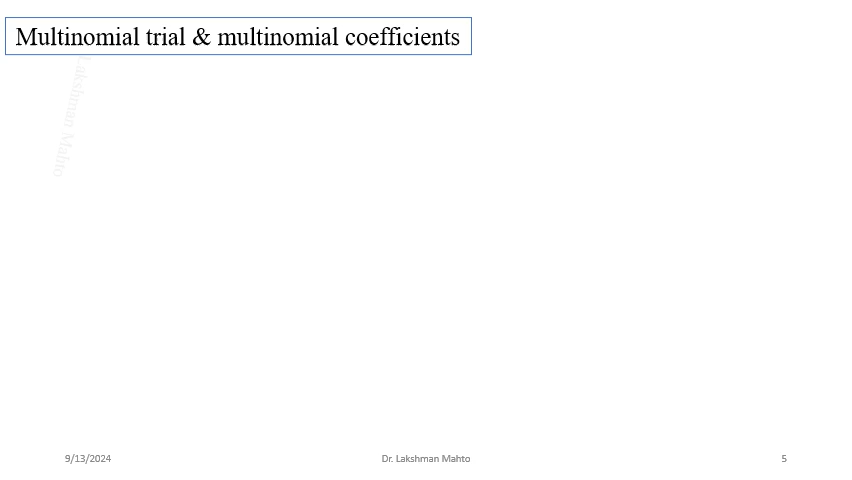 Multinomial trial & multinomial coefficients
Lakshman Mahto
9/13/2024
Dr. Lakshman Mahto
5